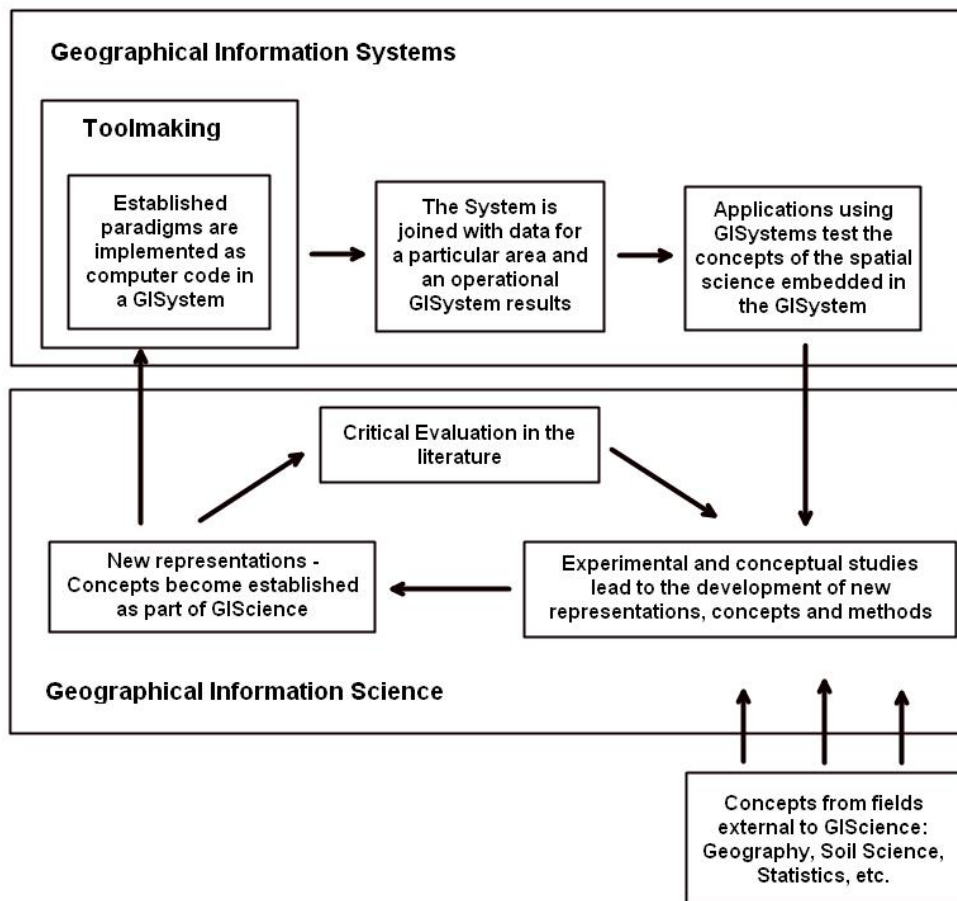 Geographical Information Systems
Toolmaking
Established
paradigms are
implemented as
computer code in
a GISystem
The System is
joined with data for
a particular area and
an operational
GISystem results
Applications using
GISystems test the
concepts of the spatial
science embedded in
the GISystem
Critical Evaluation in the
literature
New representations -
Concepts become established
as part of GIScience
Experimental and conceptual studies
lead to the development of new
representations, concepts and methods
Geographical Information Science
Concepts from fields
external to GIScience:
Geography, Soil Science,
Statistics, etc.